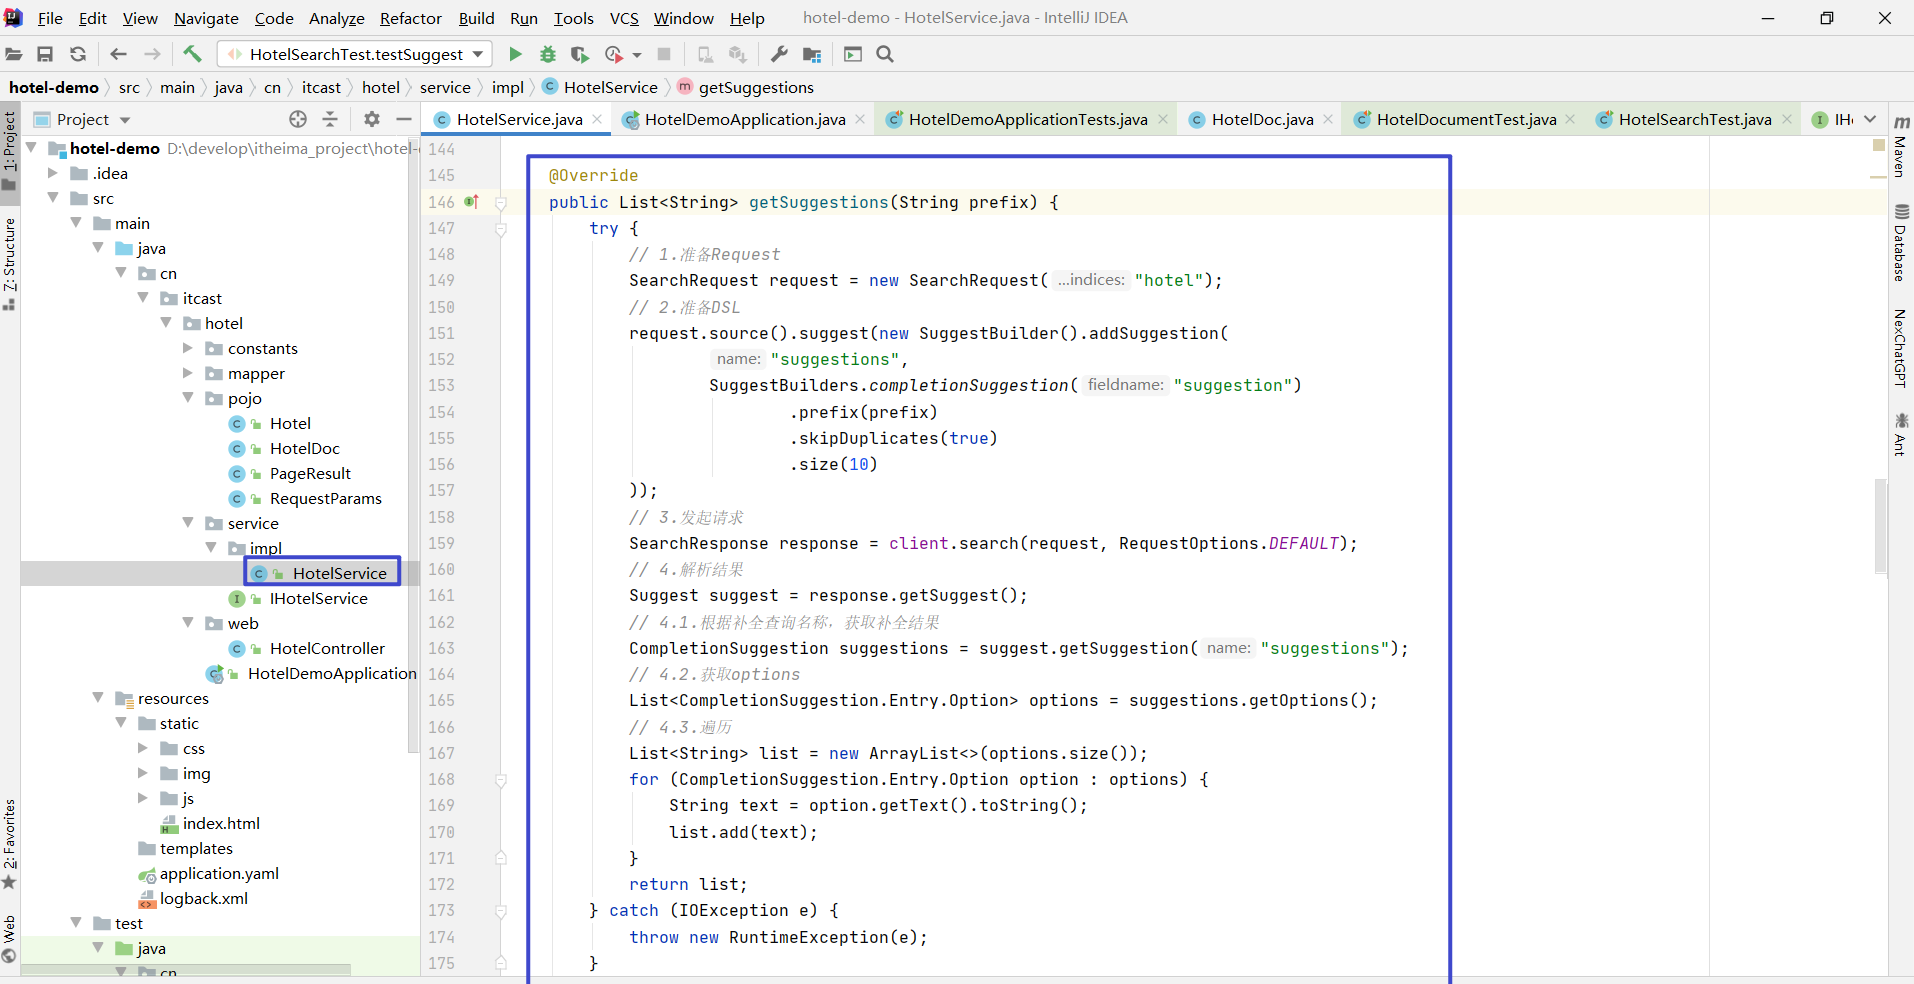 File Edit View Navigate Code Analyze Refactor Build Run Tools VCS Window Help hotel-demo - HotelService.java - IntelliJ IDEA
HotelSearchTest.testSuggest
hotel-demo src main java cn itcast hotel service impl HotelService getSuggestions
Project
HotelService.java HotelDemoApplication.java HotelDemoApplicationTests.java HotelDoc.java HotelDocumentTest.java HotelSearchTest.java IH
1: Project
7: Structure
2: Favorites
Web
hotel-demo D:\develop\itheima_project\hotel-
.idea
src
main
java
cn
itcast
hotel
constants
mapper
pojo
Hotel
HotelDoc
PageResult
RequestParams
service
impl
HotelService
IHotelService
web
HotelController
HotelDemoApplication
resources
static
css
img
js
index.html
templates
application.yaml
logback.xml
test
java
cn
144
145 @Override
146 public List<String> getSuggestions(String prefix) {
147 try {
148 // 1.准备Request
149 SearchRequest request = new SearchRequest( ...indices: "hotel");
150 // 2.准备DSL
151 request.source().suggest(new SuggestBuilder().addSuggestion(
152 name: "suggestions",
153 SuggestBuilders.completionSuggestion( fieldname: "suggestion")
154 .prefix(prefix)
155 .skipDuplicates(true)
156 .size(10)
157 ));
158 // 3.发起请求
159 SearchResponse response = client.search(request, RequestOptions.DEFAULT);
160 // 4.解析结果
161 Suggest suggest = response.getSuggest();
162 // 4.1.根据补全查询名称，获取补全结果
163 CompletionSuggestion suggestions = suggest.getSuggestion( name: "suggestions");
164 // 4.2.获取options
165 List<CompletionSuggestion.Entry.Option> options = suggestions.getOptions();
166 // 4.3.遍历
167 List<String> list = new ArrayList<>(options.size());
168 for (CompletionSuggestion.Entry.Option option : options) {
169 String text = option.getText().toString();
170 list.add(text);
171 }
172 return list;
173 } catch (IOException e) {
174 throw new RuntimeException(e);
175 }
Maven
Database
NexChatGPT
Ant